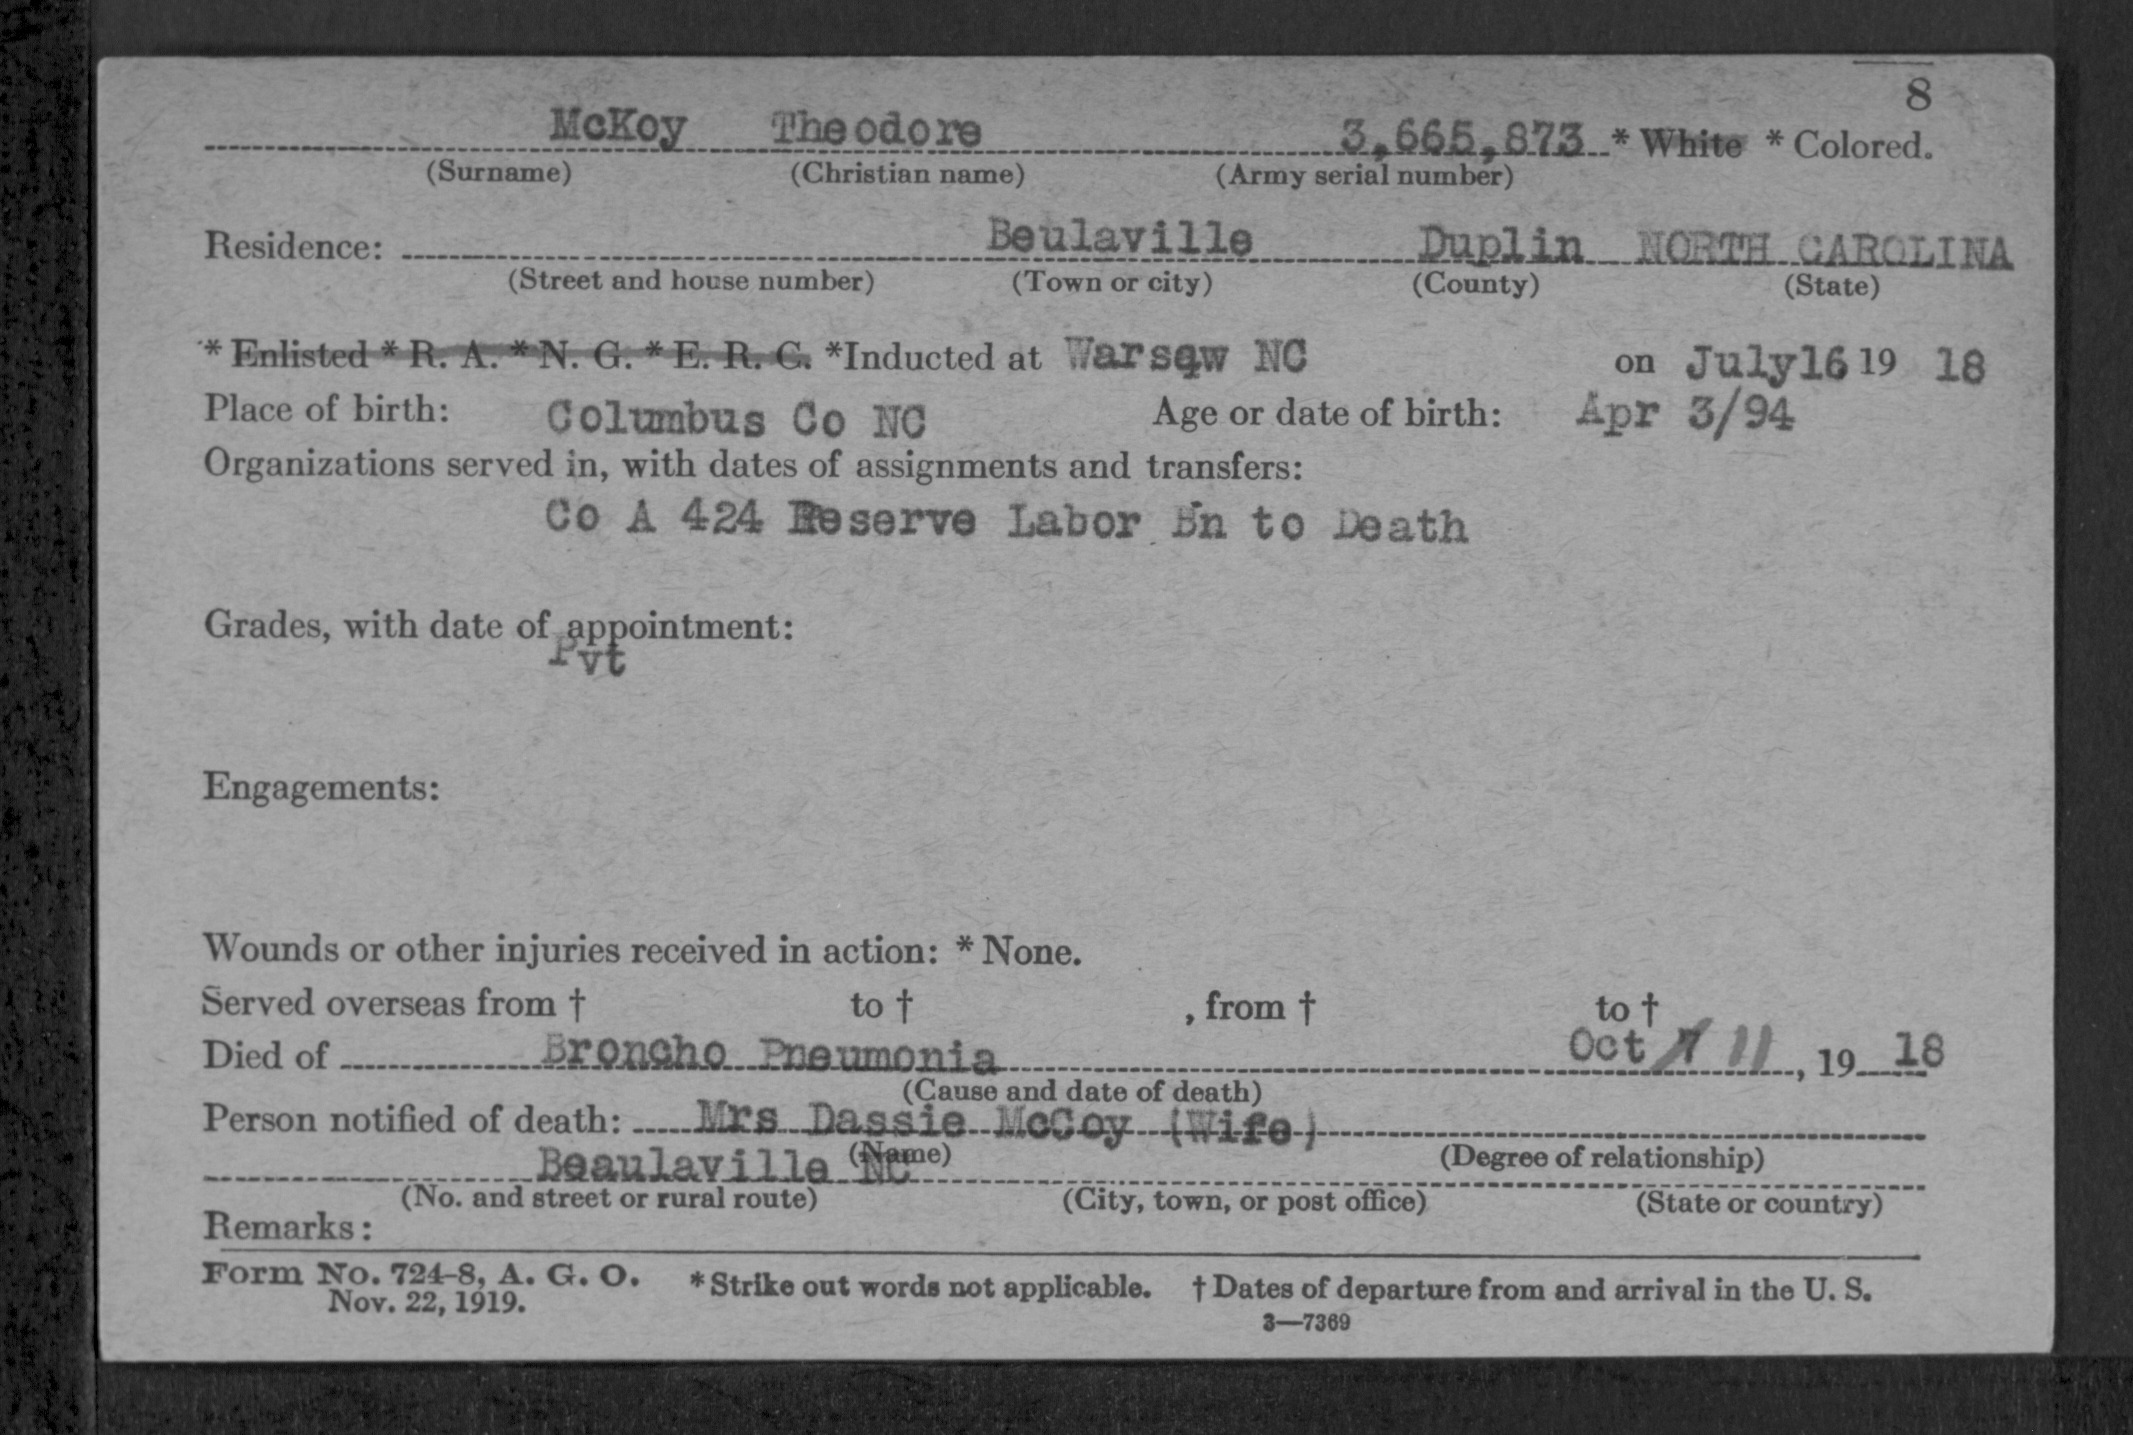 8
McKoy Theodore 3,665,873 * White * Colored.
(Surname) (Christian name) (Army serial number)
Residence: Beulaville Duplin NORTH CAROLINA
(Street and house number) (Town or city) (County) (State)
* Enlisted * R. A. * N. G. * E. R. C. *Inducted at Warsaw NC on July16 19 18
Place of birth: Columbus Co NC Age or date of birth: Apr 3/94
Organizations served in, with dates of assignments and transfers:
Co A 424 Reserve Labor Bn to Death
Grades, with date of appointment:
Pvt
Engagements:
Wounds or other injuries received in action: * None.
Served overseas from † to † , from † to †
Died of Broncho Pneumonia Oct 7 11, 19 18
(Cause and date of death)
Person notified of death: Mrs Dassie McCoy (Wife)
(Name) (Degree of relationship)
Beaulaville NC
(No. and street or rural route) (City, town, or post office) (State or country)
Remarks:
Form No. 724-8, A. G. O. * Strike out words not applicable. † Dates of departure from and arrival in the U. S.
Nov. 22, 1919.
3—7369